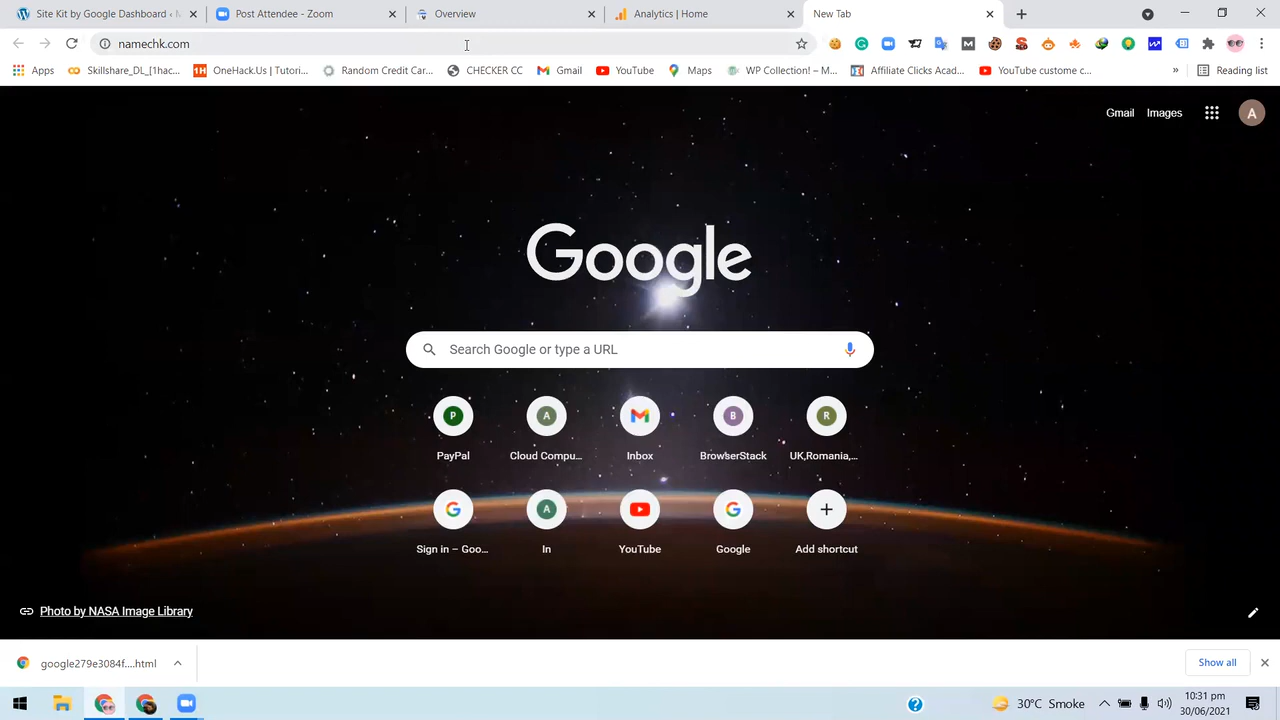 Site Kit by Google Dashboard ‹ N
Post Attendee - Zoom
Overview
Analytics | Home
New Tab
namechk.com
Apps
Skillshare_DL_[1hac...
OneHack.Us | Tutori...
Random Credit Car...
CHECKER CC
Gmail
YouTube
Maps
WP Collection! – M...
Affiliate Clicks Acad...
YouTube custome c...
»
Reading list
Gmail
Images
A
Google
Search Google or type a URL
P
A
B
R
PayPal
Cloud Compu...
Inbox
BrowserStack
UK,Romania,...
G
A
G
Sign in – Goo...
In
YouTube
Google
Add shortcut
Photo by NASA Image Library
google279e3084f....html
Show all
30°C Smoke
10:31 pm
30/06/2021